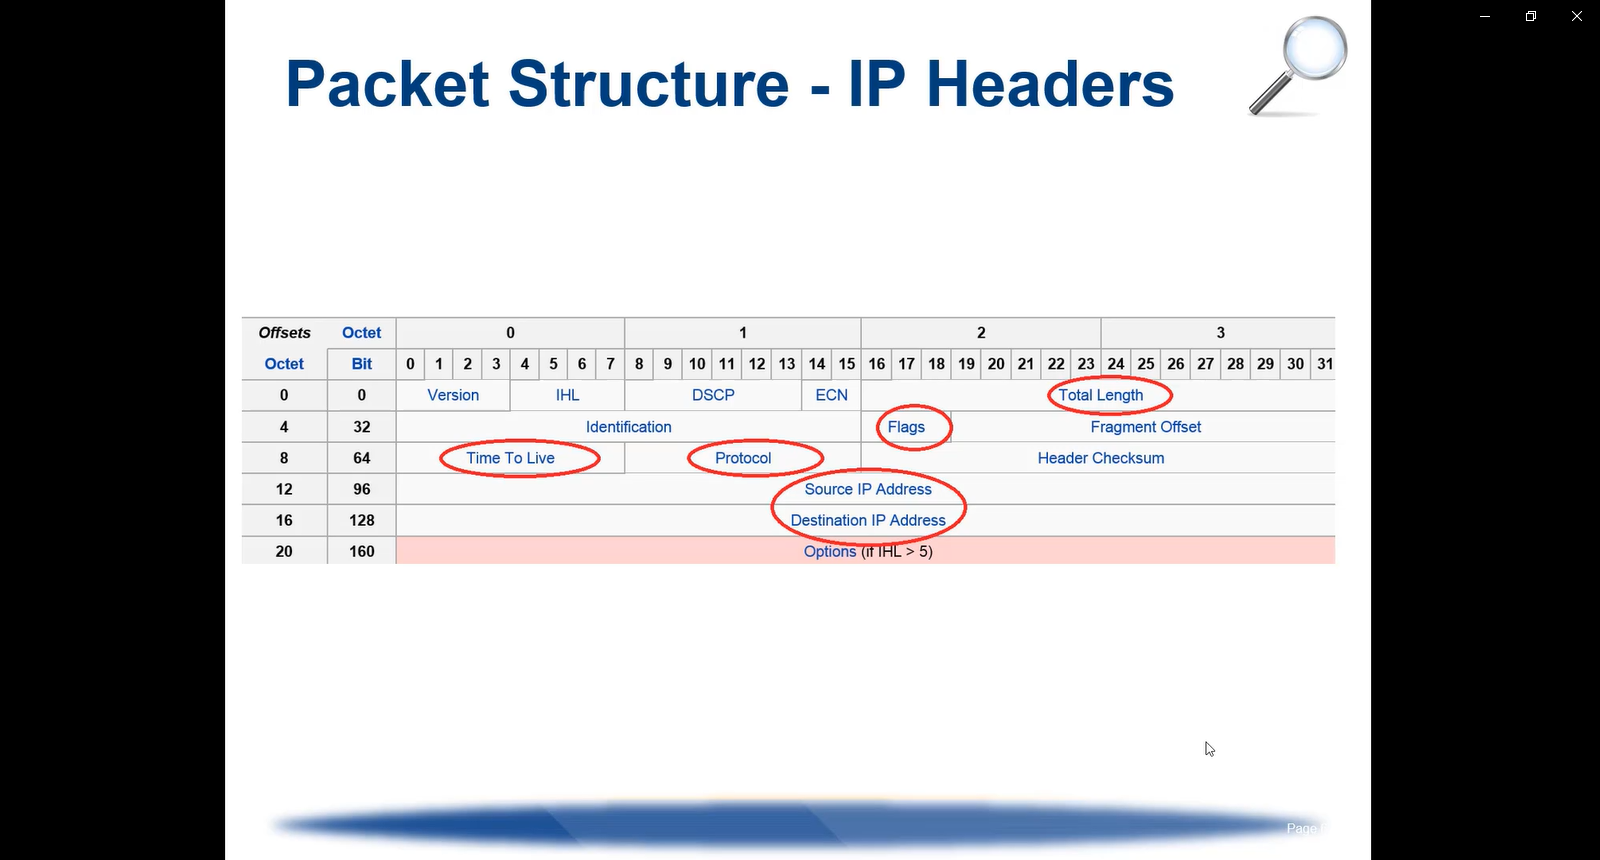 Packet Structure - IP Headers
Offsets Octet 0 1 2 3
Octet Bit 0 1 2 3 4 5 6 7 8 9 10 11 12 13 14 15 16 17 18 19 20 21 22 23 24 25 26 27 28 29 30 31
0 0 Version IHL DSCP ECN Total Length
4 32 Identification Flags Fragment Offset
8 64 Time To Live Protocol Header Checksum
12 96 Source IP Address
16 128 Destination IP Address
20 160 Options (if IHL > 5)
Page